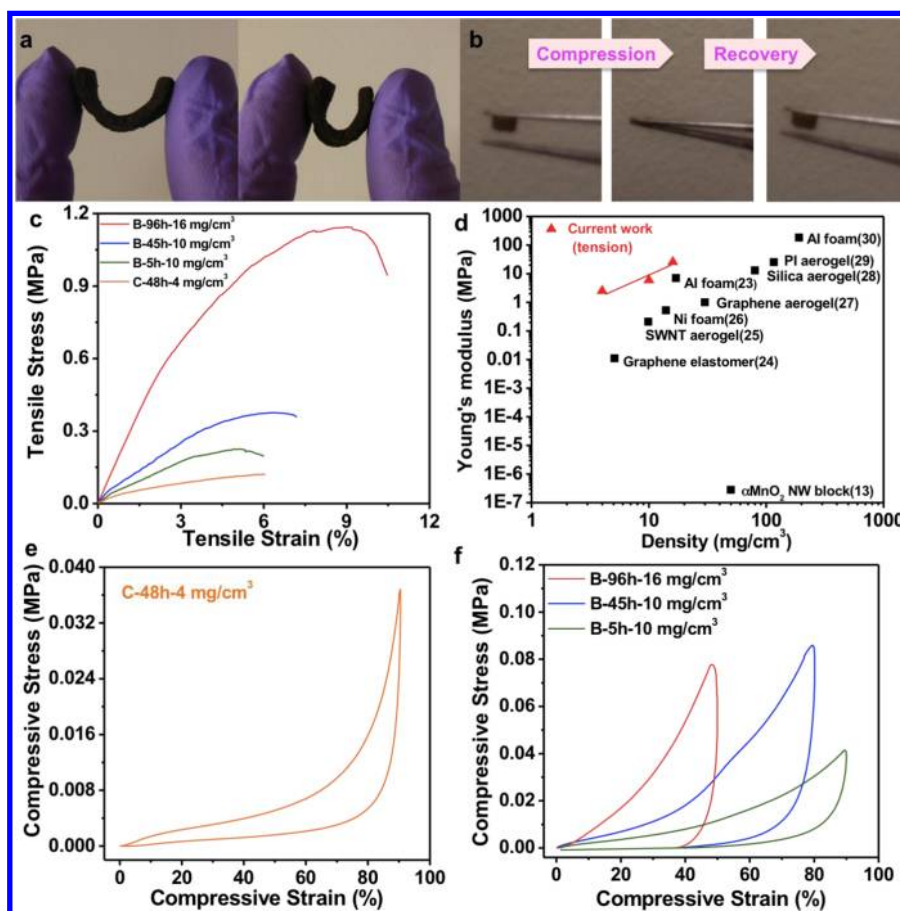 a
b
Compression
Recovery
c
Tensile Stress (MPa)
1.2
0.9
0.6
0.3
0.0
B-96h-16 mg/cm³
B-45h-10 mg/cm³
B-5h-10 mg/cm³
C-48h-4 mg/cm³
0 3 6 9 12
Tensile Strain (%)
d
Young's modulus (MPa)
1000
100
10
1
0.1
0.01
1E-3
1E-4
1E-5
1E-6
1E-7
Current work
(tension)
Al foam(30)
PI aerogel(29)
Silica aerogel(28)
Al foam(23)
Graphene aerogel(27)
Ni foam(26)
SWNT aerogel(25)
Graphene elastomer(24)
αMnO₂ NW block(13)
1 10 100 1000
Density (mg/cm³)
e
Compressive Stress (MPa)
0.040
0.032
0.024
0.016
0.008
0.000
C-48h-4 mg/cm³
0 20 40 60 80 100
Compressive Strain (%)
f
Compressive Stress (MPa)
0.12
0.10
0.08
0.06
0.04
0.02
0.00
B-96h-16 mg/cm³
B-45h-10 mg/cm³
B-5h-10 mg/cm³
0 20 40 60 80 100
Compressive Strain (%)